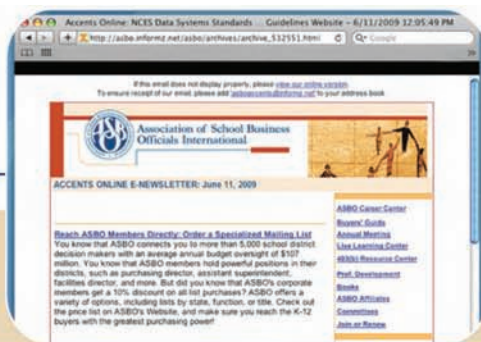 Accents Online: NCES Data Systems Standards ... Guidelines Website – 6/11/2009 12:05:49 PM
http://asbo.informz.net/asbo/archives/archive_532551.html
Google
If this email does not display properly, please view our online version.
To ensure receipt of our email, please add 'asboaccents@informz.net' to your address book.
ASBO
Association of School Business
Officials International
ACCENTS ONLINE E-NEWSLETTER: June 11, 2009
Reach ASBO Members Directly: Order a Specialized Mailing List
You know that ASBO connects you to more than 5,000 school district
decision makers with an average annual budget oversight of $107
million. You know that ASBO members hold powerful positions in their
districts, such as purchasing director, assistant superintendent,
facilities director, and more. But did you know that ASBO's corporate
members get a 10% discount on all list purchases? ASBO offers a
variety of options, including lists by state, function, or title. Check out
the price list on ASBO's Website, and make sure you reach the K-12
buyers with the greatest purchasing power!
ASBO Career Center
Buyers' Guide
Annual Meeting
Live Learning Center
403(b) Resource Center
Prof. Development
Books
ASBO Affiliates
Committees
Join or Renew